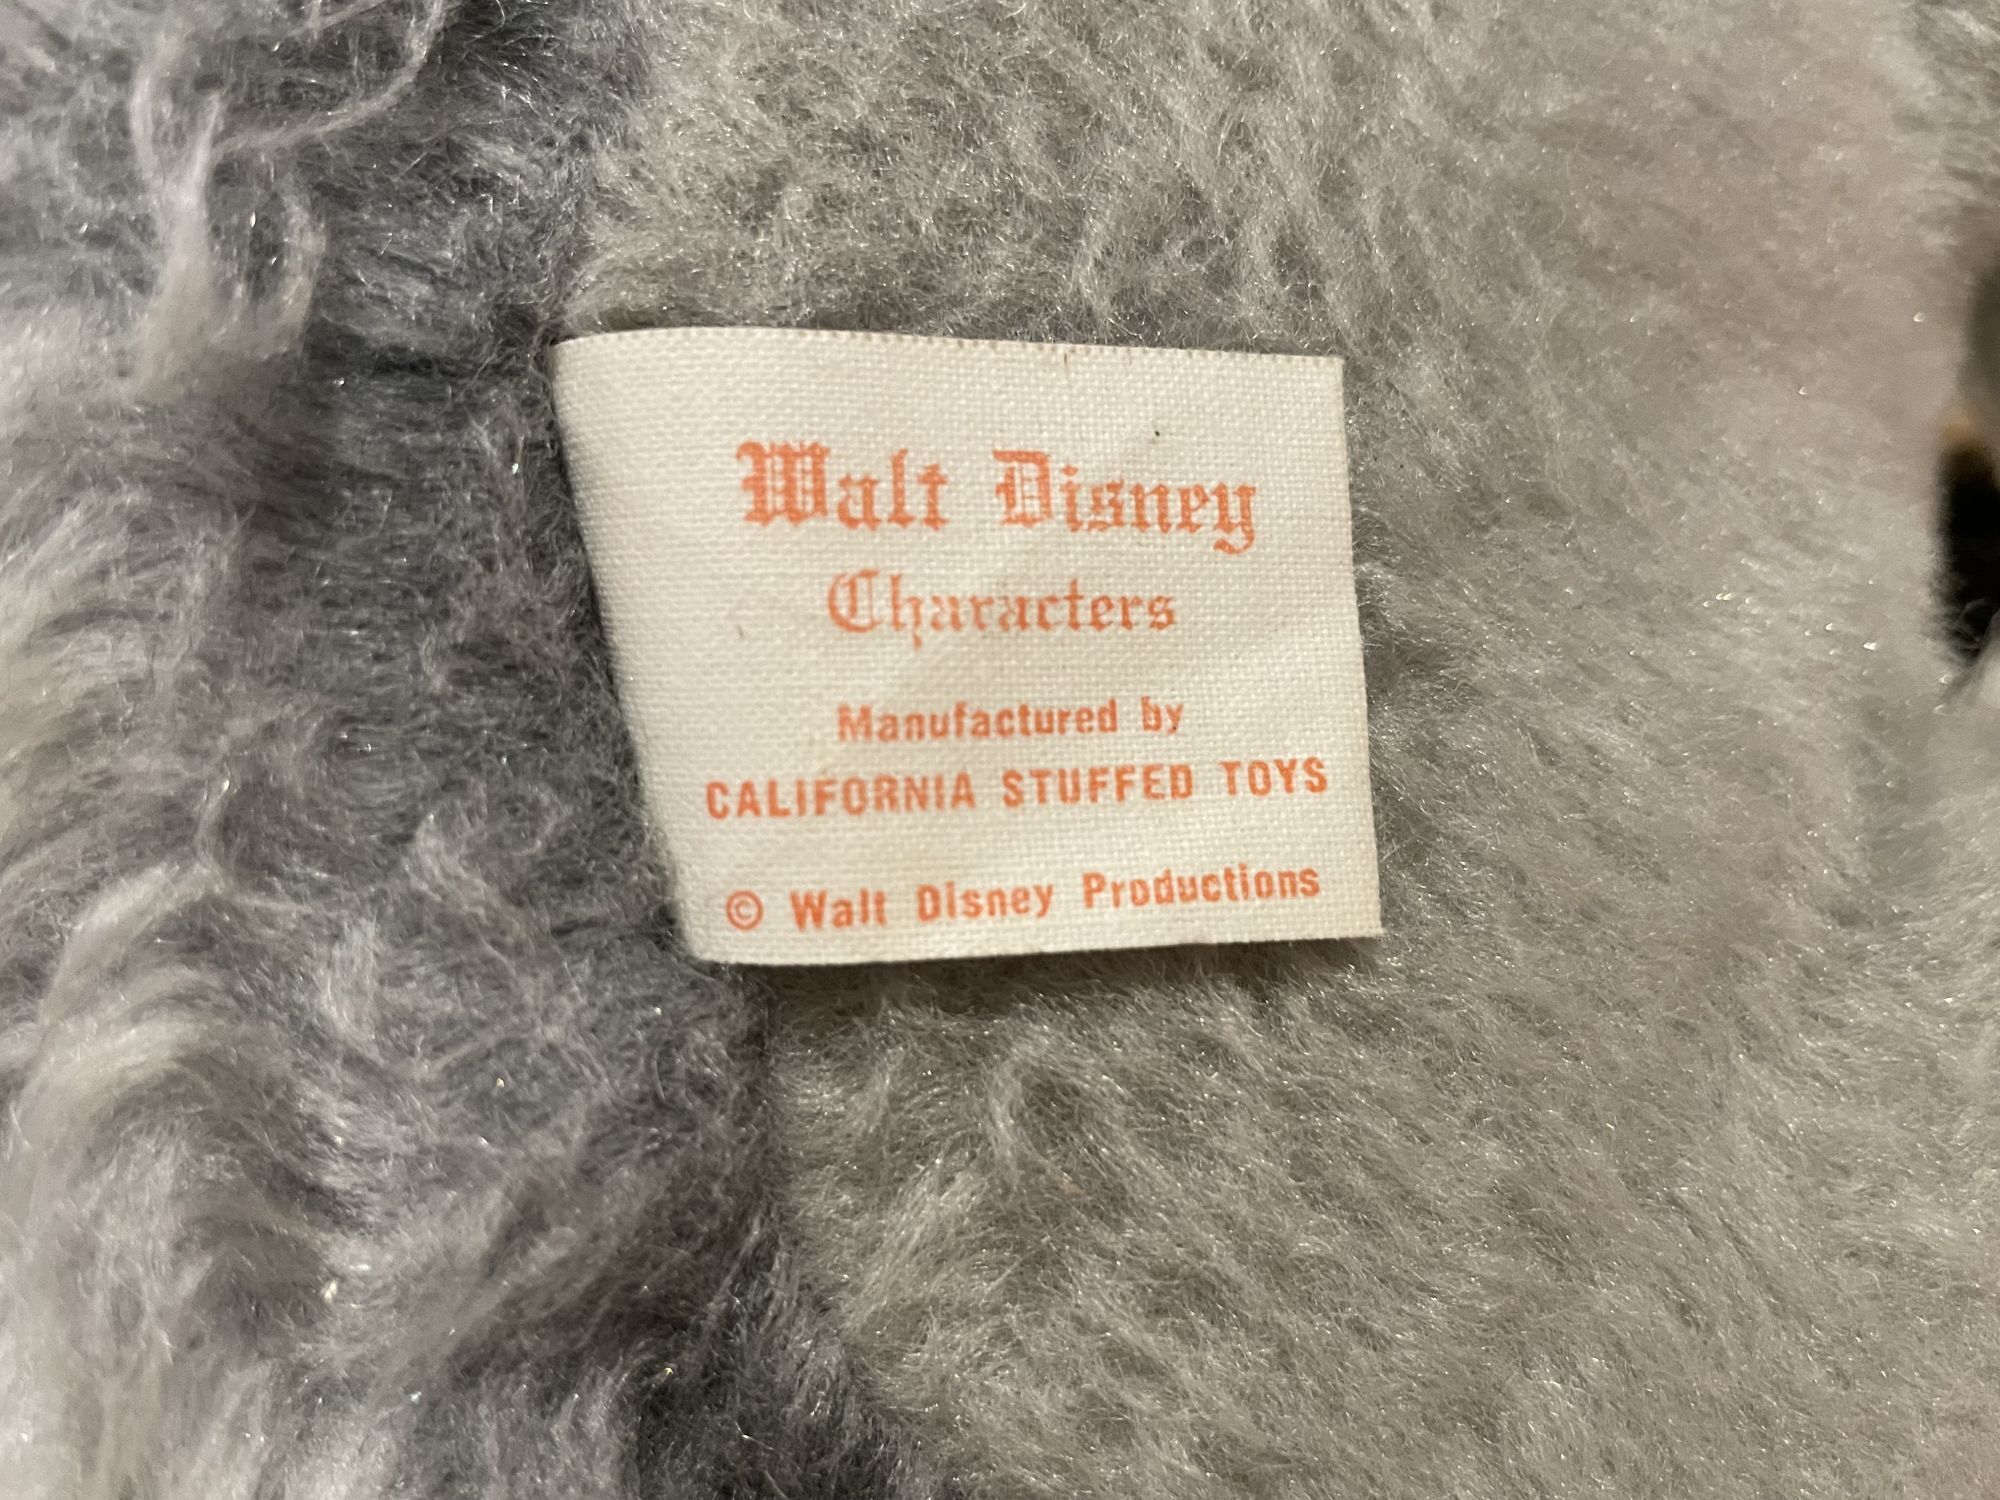 Walt Disney
Characters
Manufactured by
CALIFORNIA STUFFED TOYS
© Walt Disney Productions